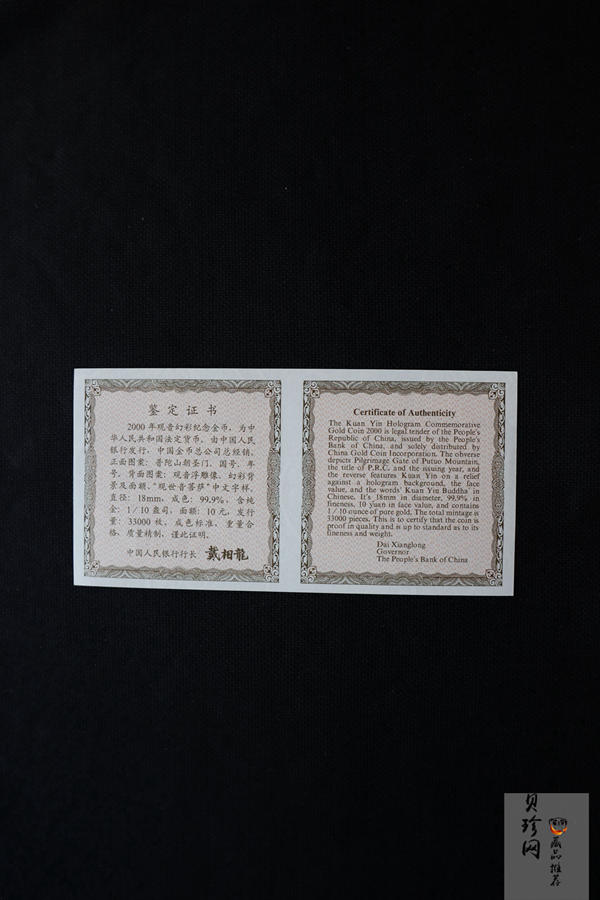 鉴定证书
2000年观音幻彩纪念金币，为中
华人民共和国法定货币，由中国人民
银行发行，中国金币总公司总经销。
正面图案：普陀山朝圣门、国号、年
号。背面图案：观音浮雕像、幻彩背
景及面额、“观世音菩萨”中文字样。
直径：18mm，成色：99.9%，含纯
金：1/10盎司，面额：10元，发行
量：33000枚，成色标准，重量合
格，质量精制，谨此证明。
中国人民银行行长 戴相龍
Certificate of Authenticity
The Kuan Yin Hologram Commemorative
Gold Coin 2000 is legal tender of the People's
Republic of China, issued by the People's
Bank of China, and solely distributed by
China Gold Coin Incorporation. The obverse
depicts Pilgrimage Gate of Putuo Mountain,
the title of P.R.C. and the issuing year, and
the reverse features Kuan Yin on a relief
against a hologram background, the face
value, and the words' Kuan Yin Buddha' in
Chinese. It's 18mm in diameter, 99.9% in
fineness, 10 yuan in face value, and contains
1/10 ounce of pure gold. The total mintage is
33000 pieces. This is to certify that the coin is
proof in quality and is up to standard as to its
fineness and weight.
Dai Xianglong
Governor
The People's Bank of China
贝珍网
藏品推荐